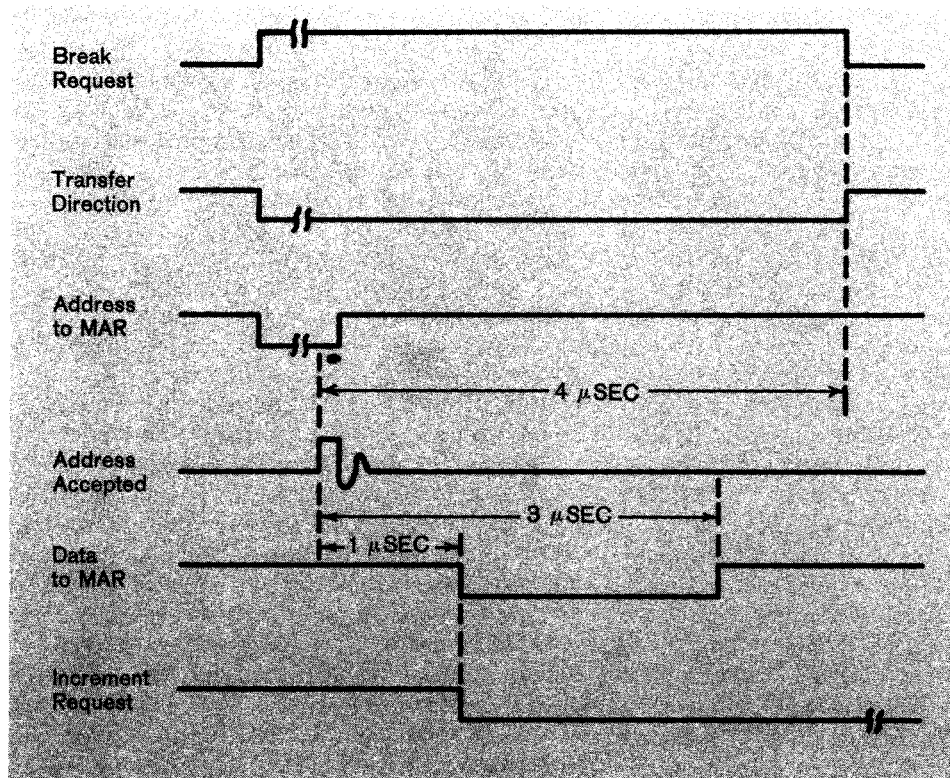 Break
Request
Transfer
Direction
Address
to MAR
4 μSEC
Address
Accepted
3 μSEC
1 μSEC
Data
to MAR
Increment
Request